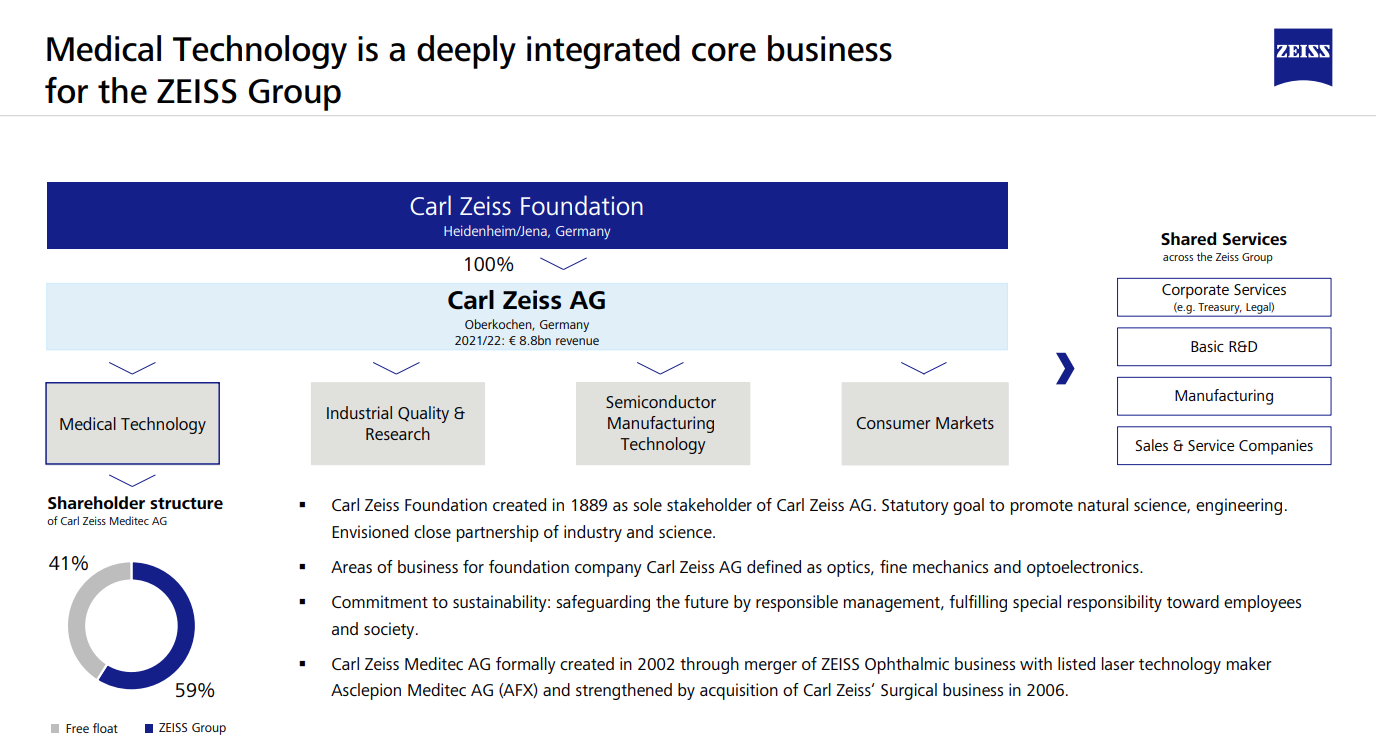 Medical Technology is a deeply integrated core business
for the ZEISS Group
ZEISS
Carl Zeiss Foundation
Heidenheim/Jena, Germany
100%
Carl Zeiss AG
Oberkochen, Germany
2021/22: € 8.8bn revenue
Medical Technology
Industrial Quality &
Research
Semiconductor
Manufacturing
Technology
Consumer Markets
Shared Services
across the Zeiss Group
Corporate Services
(e.g. Treasury, Legal)
Basic R&D
Manufacturing
Sales & Service Companies
Shareholder structure
of Carl Zeiss Meditec AG
41%
59%
Free float
ZEISS Group
▪ Carl Zeiss Foundation created in 1889 as sole stakeholder of Carl Zeiss AG. Statutory goal to promote natural science, engineering.
Envisioned close partnership of industry and science.
▪ Areas of business for foundation company Carl Zeiss AG defined as optics, fine mechanics and optoelectronics.
▪ Commitment to sustainability: safeguarding the future by responsible management, fulfilling special responsibility toward employees
and society.
▪ Carl Zeiss Meditec AG formally created in 2002 through merger of ZEISS Ophthalmic business with listed laser technology maker
Asclepion Meditec AG (AFX) and strengthened by acquisition of Carl Zeiss’ Surgical business in 2006.